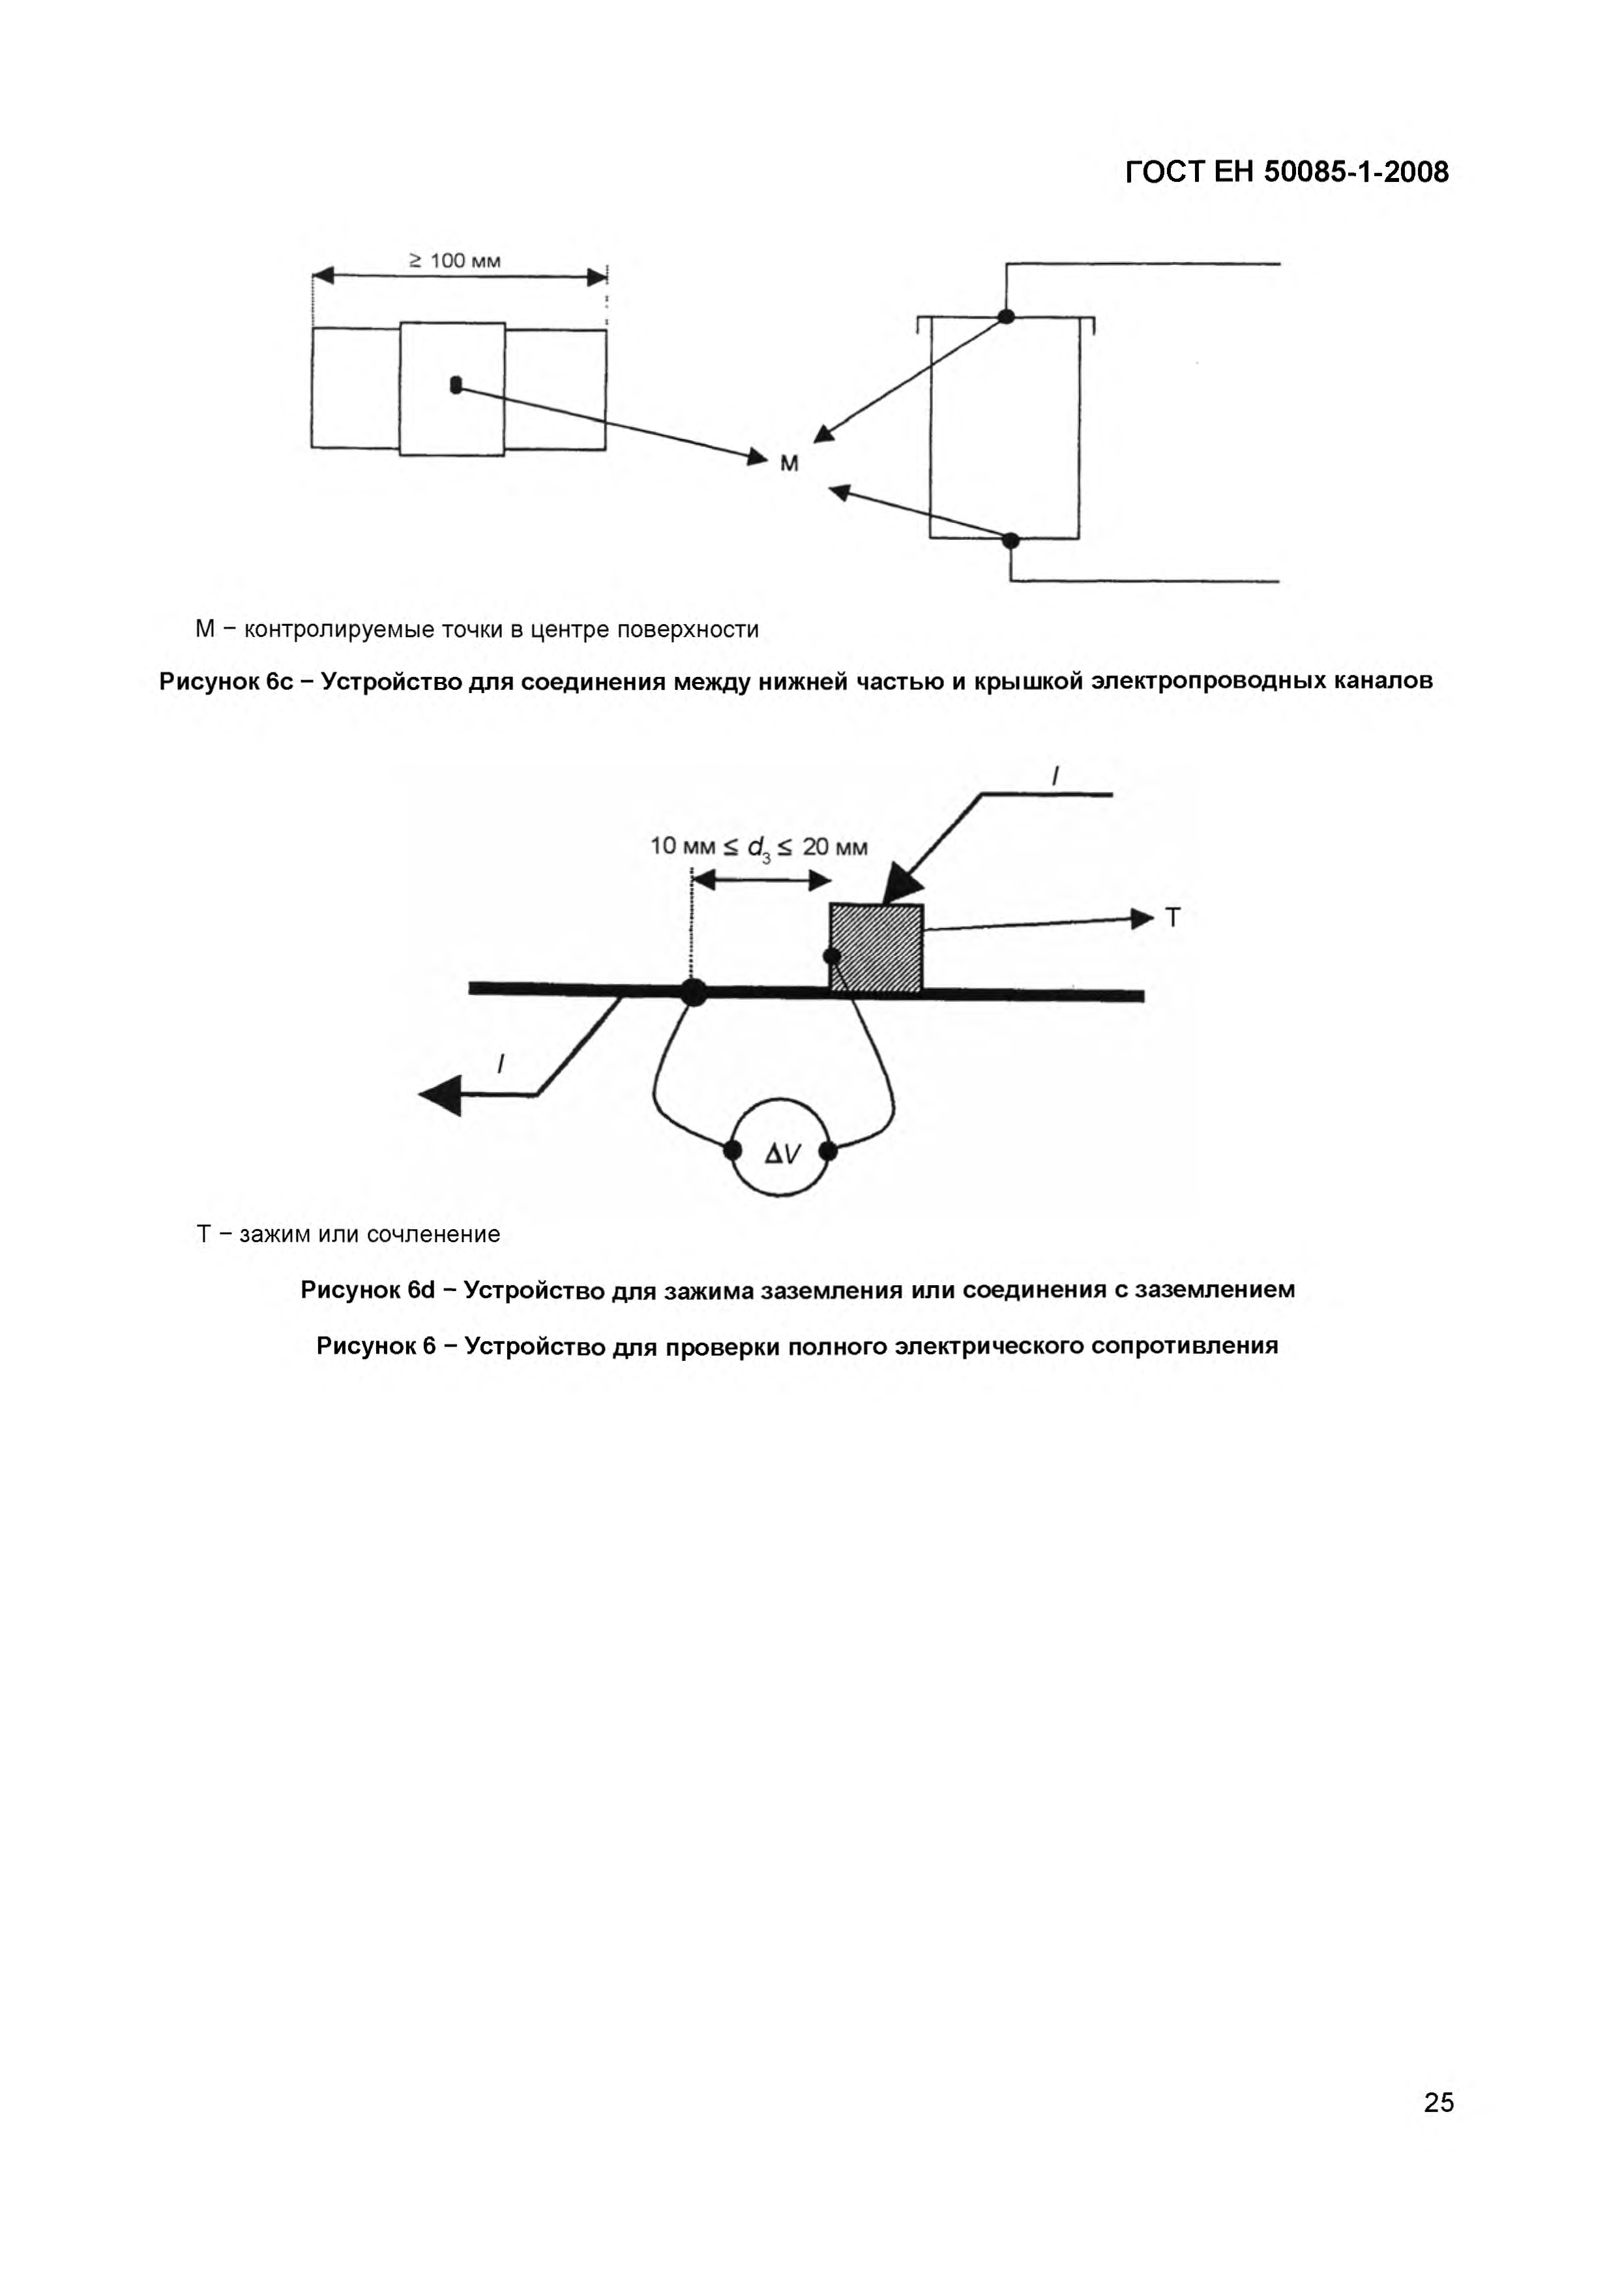 ГОСТ ЕН 50085-1-2008
≥ 100 мм
М
М − контролируемые точки в центре поверхности
Рисунок 6с − Устройство для соединения между нижней частью и крышкой электропроводных каналов
I
10 мм ≤ d3 ≤ 20 мм
Т
I
ΔV
Т − зажим или сочленение
Рисунок 6d − Устройство для зажима заземления или соединения с заземлением
Рисунок 6 − Устройство для проверки полного электрического сопротивления
25